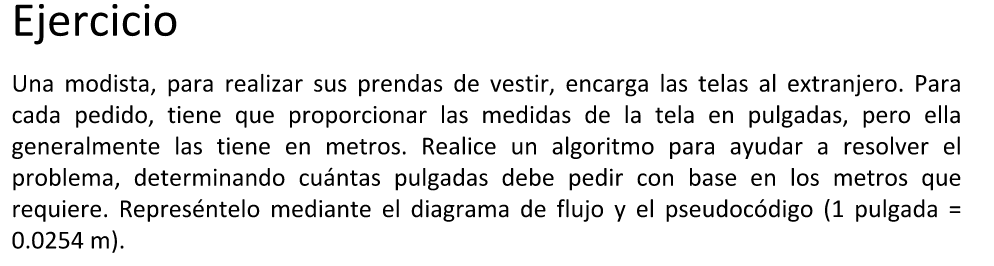 Ejercicio
Una modista, para realizar sus prendas de vestir, encarga las telas al extranjero. Para
cada pedido, tiene que proporcionar las medidas de la tela en pulgadas, pero ella
generalmente las tiene en metros. Realice un algoritmo para ayudar a resolver el
problema, determinando cuántas pulgadas debe pedir con base en los metros que
requiere. Represéntelo mediante el diagrama de flujo y el pseudocódigo (1 pulgada =
0.0254 m).